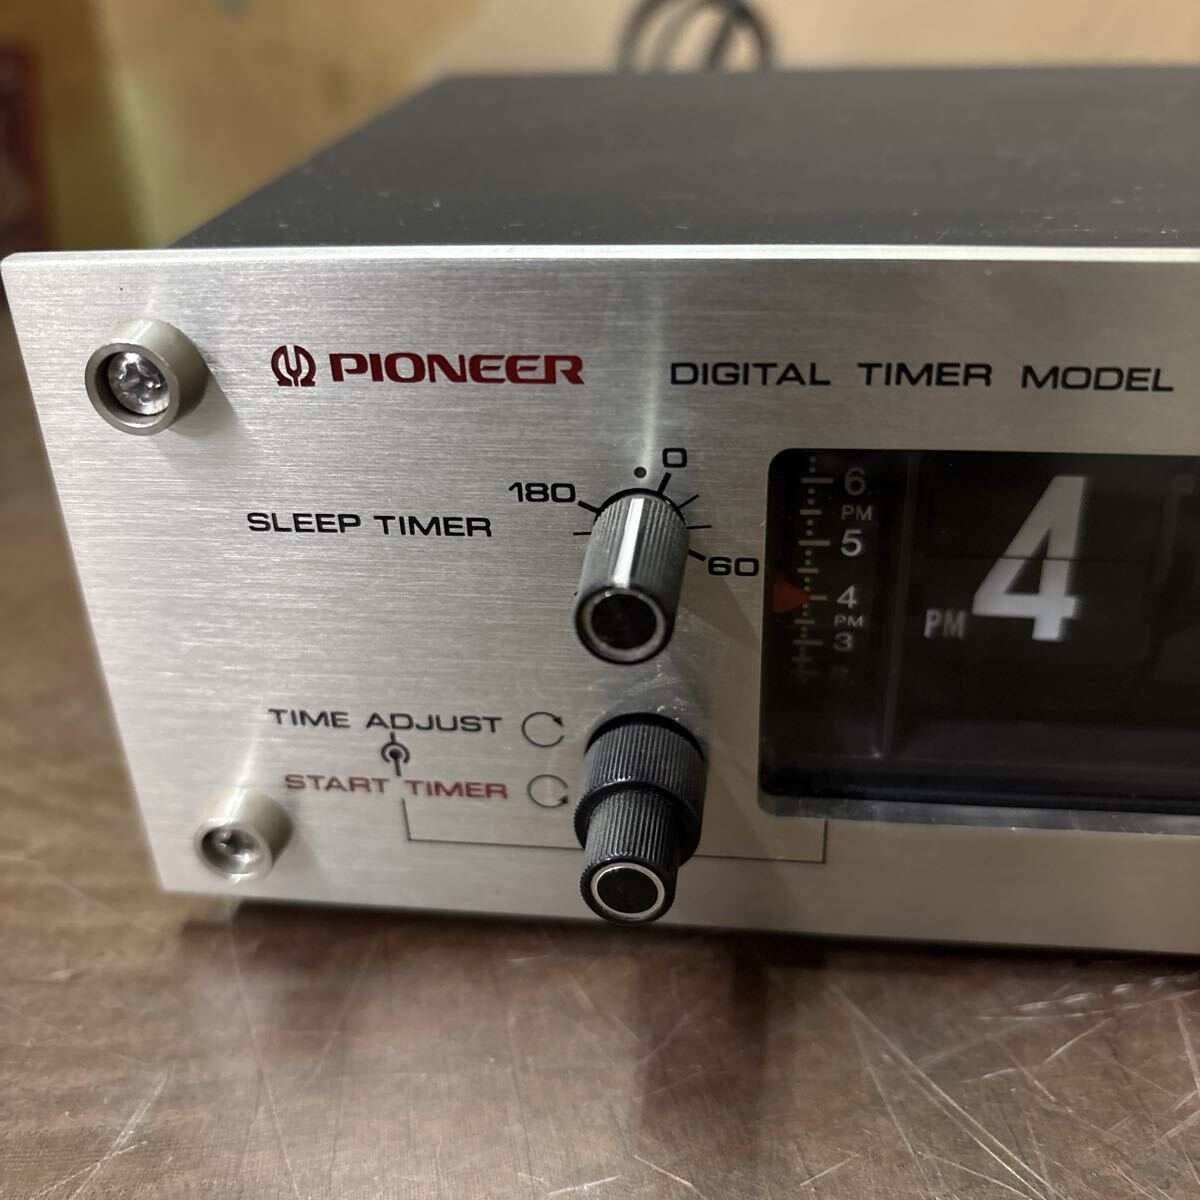 PIONEER
DIGITAL TIMER MODEL
SLEEP TIMER
180
0
60
TIME ADJUST
START TIMER
6
PM
5
4
PM
3
PM 4